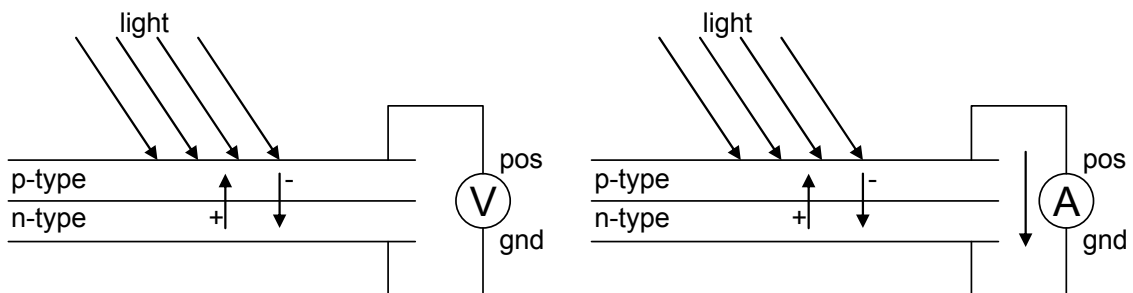 light
pos
p-type
-
V
n-type
+
gnd
light
pos
p-type
-
A
n-type
+
gnd